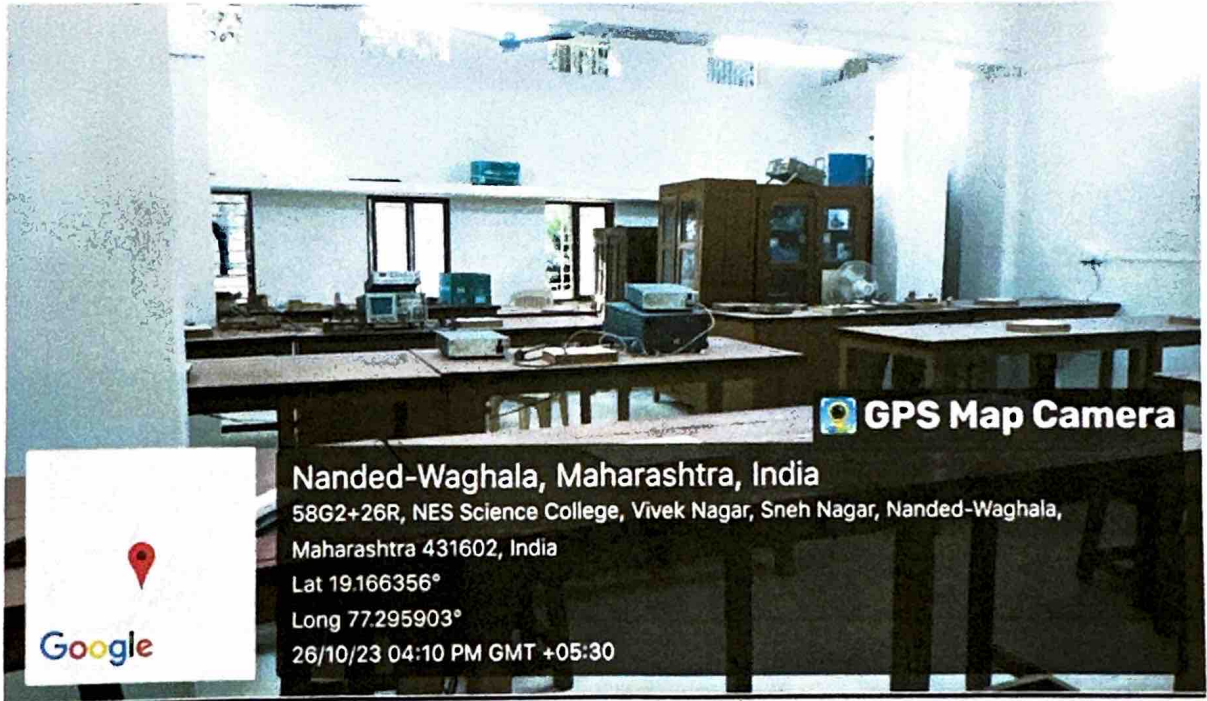 GPS Map Camera
Nanded-Waghala, Maharashtra, India
58G2+26R, NES Science College, Vivek Nagar, Sneh Nagar, Nanded-Waghala,
Maharashtra 431602, India
Lat 19.166356°
Long 77.295903°
26/10/23 04:10 PM GMT +05:30
Google